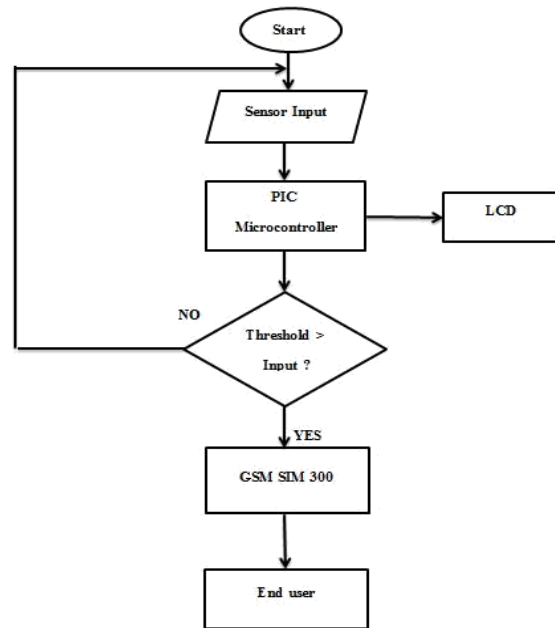 Start
Sensor Input
PIC
Microcontroller
LCD
NO
Threshold >
Input ?
YES
GSM SIM 300
End user